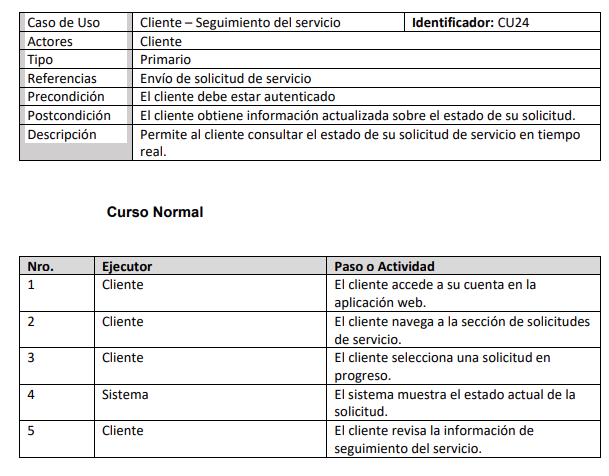 Caso de Uso Cliente – Seguimiento del servicio Identificador: CU24
Actores Cliente
Tipo Primario
Referencias Envío de solicitud de servicio
Precondición El cliente debe estar autenticado
Postcondición El cliente obtiene información actualizada sobre el estado de su solicitud.
Descripción Permite al cliente consultar el estado de su solicitud de servicio en tiempo
real.
Curso Normal
Nro. Ejecutor Paso o Actividad
1 Cliente El cliente accede a su cuenta en la
aplicación web.
2 Cliente El cliente navega a la sección de solicitudes
de servicio.
3 Cliente El cliente selecciona una solicitud en
progreso.
4 Sistema El sistema muestra el estado actual de la
solicitud.
5 Cliente El cliente revisa la información de
seguimiento del servicio.